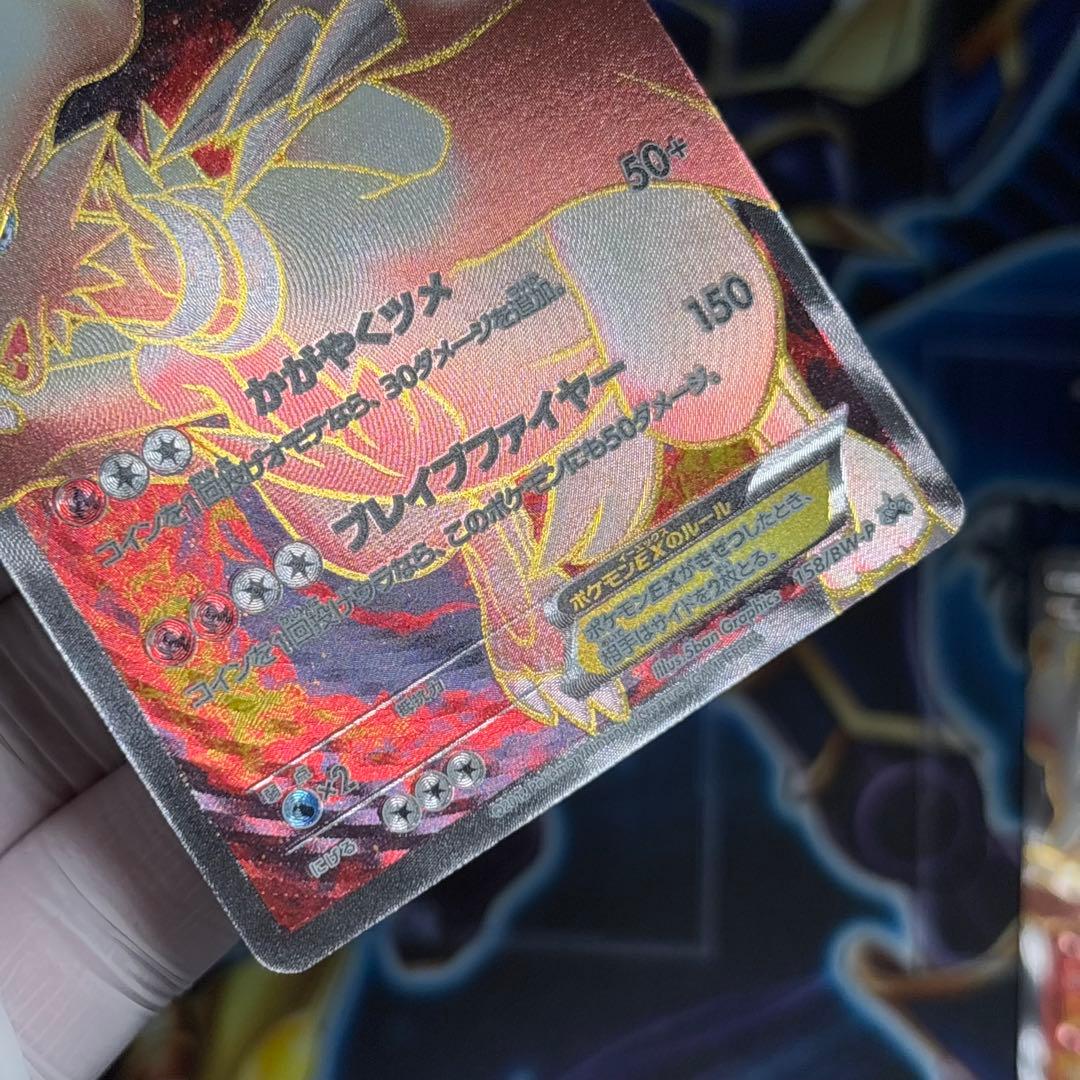 かがやくツメ 50+
コインを1回投げオモテなら、30ダメージを追加。
ブレイブファイヤー 150
コインを1回投げウラなら、このポケモンにも50ダメージ。
ポケモンEXのルール
ポケモンEXがきぜつしたとき、
相手はサイドを2枚とる。
弱点 ×2
抵抗力
にげる
illus. 5ban Graphics
158/BW-P